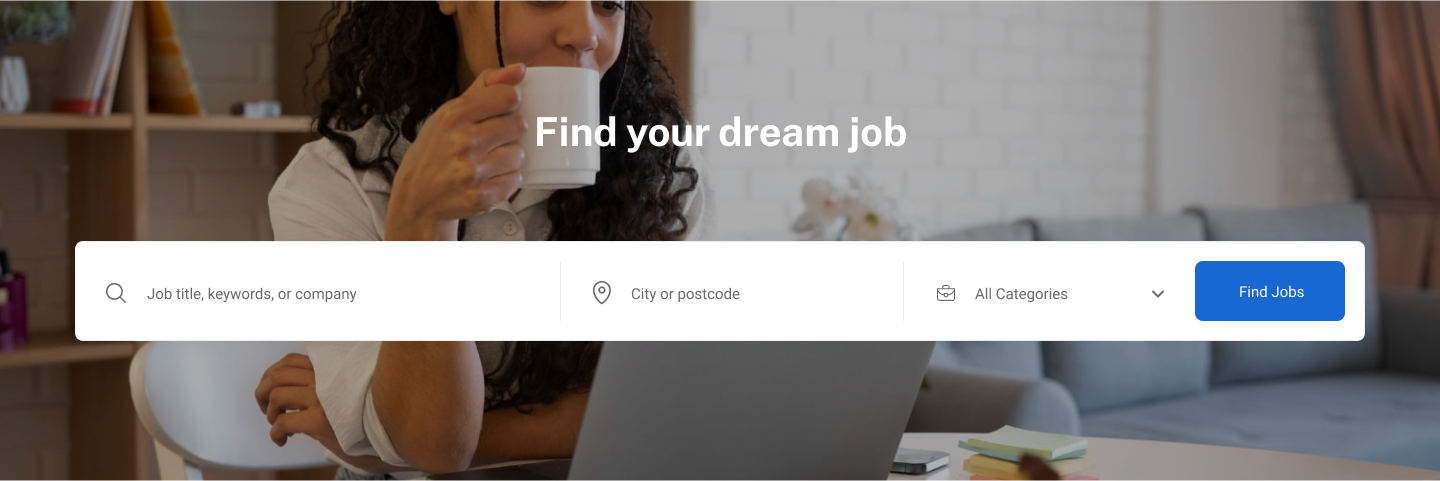 Find your dream job
Job title, keywords, or company
City or postcode
All Categories
Find Jobs